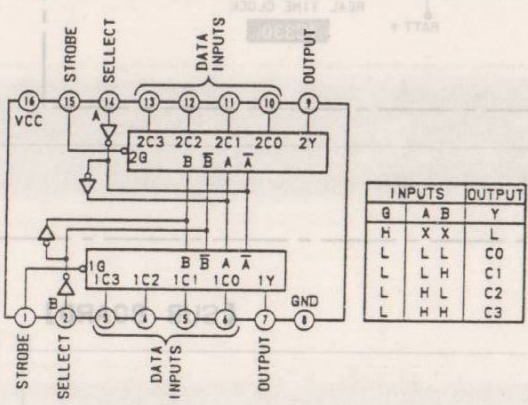 REAL TIME CLOCK
BATT
STROBE
SELLECT
DATA
INPUTS
OUTPUT
16 15 14 13 12 11 10 9
VCC
A
2C3 2C2 2C1 2C0 2Y
2G
B B̅ A A̅
B B̅ A A̅
1G
1C3 1C2 1C1 1C0 1Y
GND
B
1 2 3 4 5 6 7 8
STROBE
SELLECT
DATA
INPUTS
OUTPUT
INPUTS OUTPUT
G A B Y
H X X L
L L L C0
L L H C1
L H L C2
L H H C3